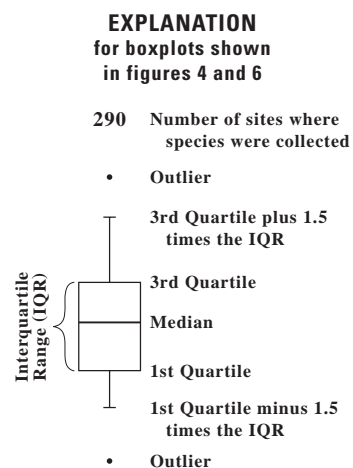 EXPLANATION
for boxplots shown
in figures 4 and 6
290 Number of sites where
species were collected
Outlier
3rd Quartile plus 1.5
times the IQR
3rd Quartile
Interquartile
Range (IQR)
Median
1st Quartile
1st Quartile minus 1.5
times the IQR
Outlier